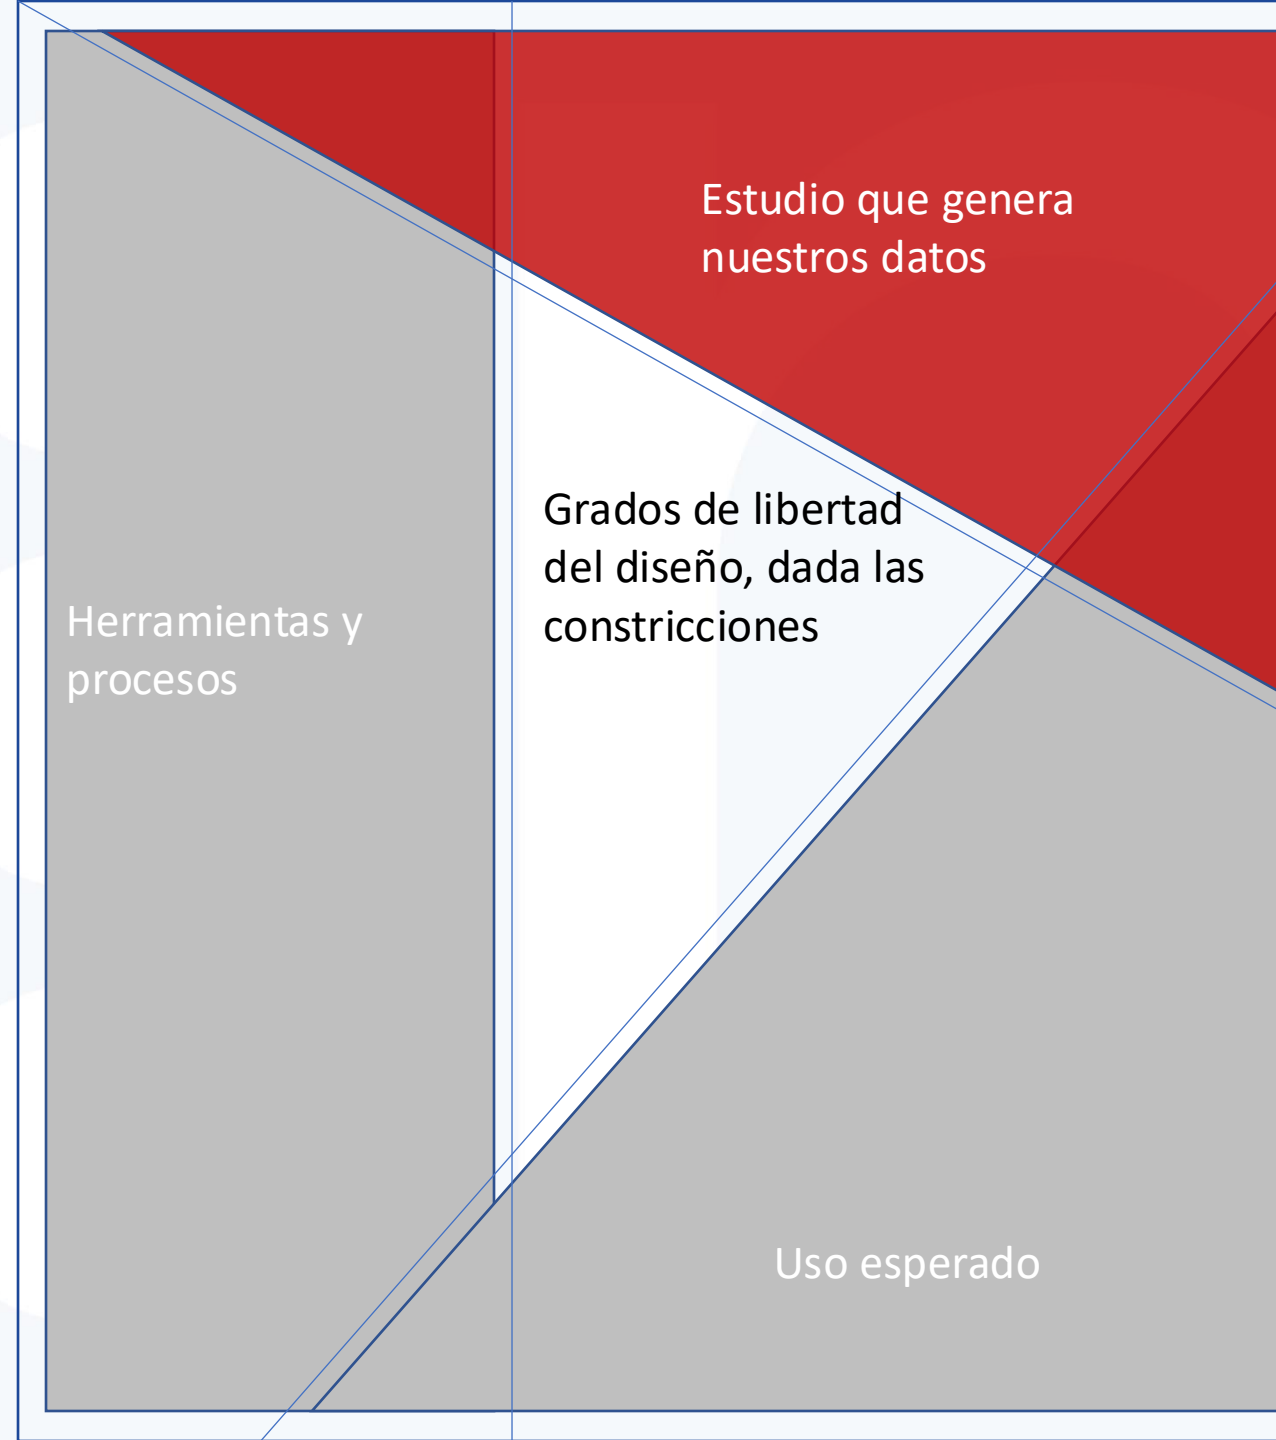 Estudio que genera
nuestros datos
Grados de libertad
del diseño, dada las
constricciones
Herramientas y
procesos
Uso esperado